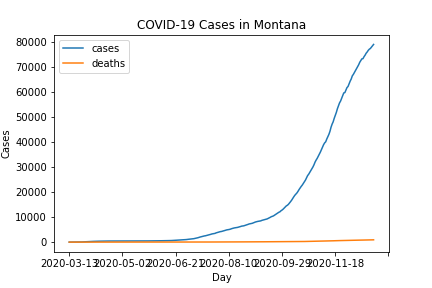 COVID-19 Cases in Montana
80000
70000
60000
50000
40000
30000
20000
10000
0
Cases
cases
deaths
2020-03-13 2020-05-02 2020-06-21 2020-08-10 2020-09-29 2020-11-18
Day